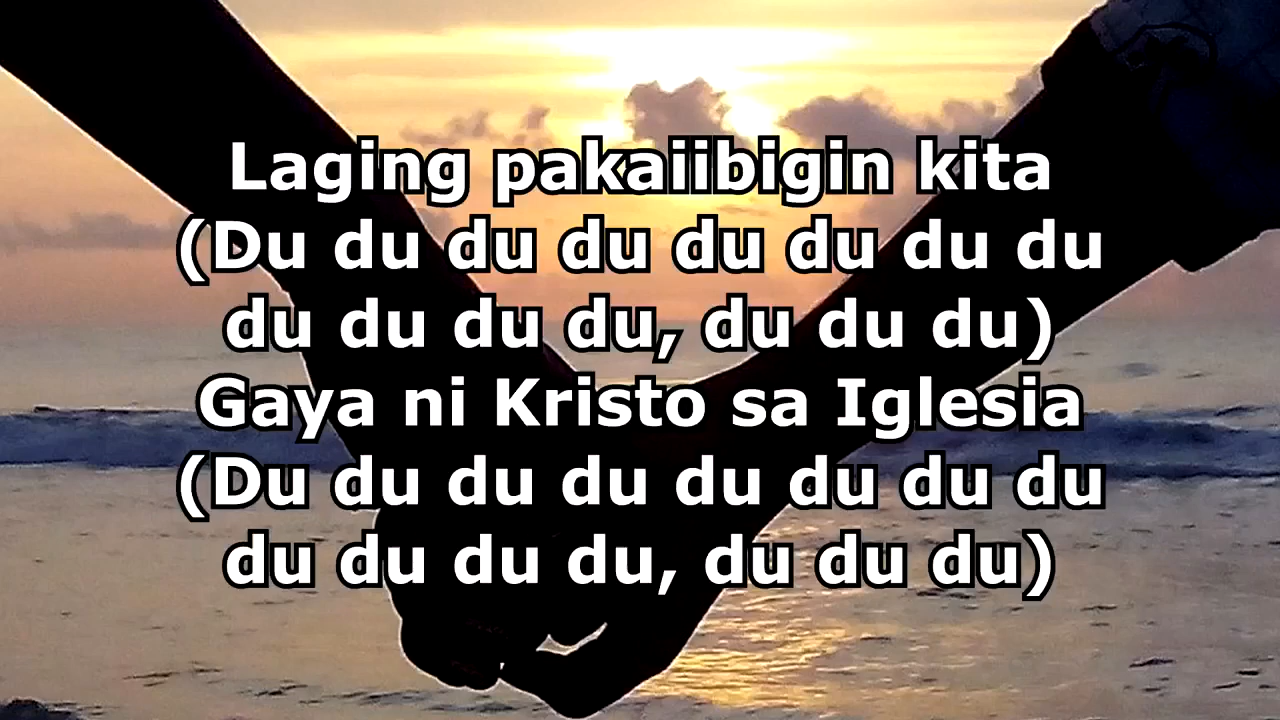 Laging pakaiibigin kita
(Du du du du du du du du
du du du du, du du du)
Gaya ni Kristo sa Iglesia
(Du du du du du du du du
du du du du, du du du)